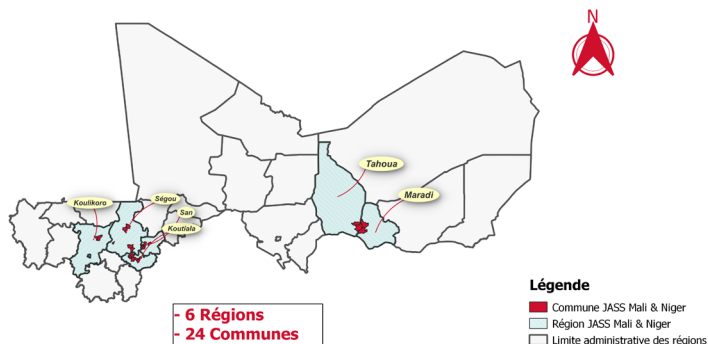 N
Tahoua
Maradi
Koulikoro
Ségou
San
Koutiala
Légende
Commune JASS Mali & Niger
Région JASS Mali & Niger
Limite administrative des régions
- 6 Régions
- 24 Communes